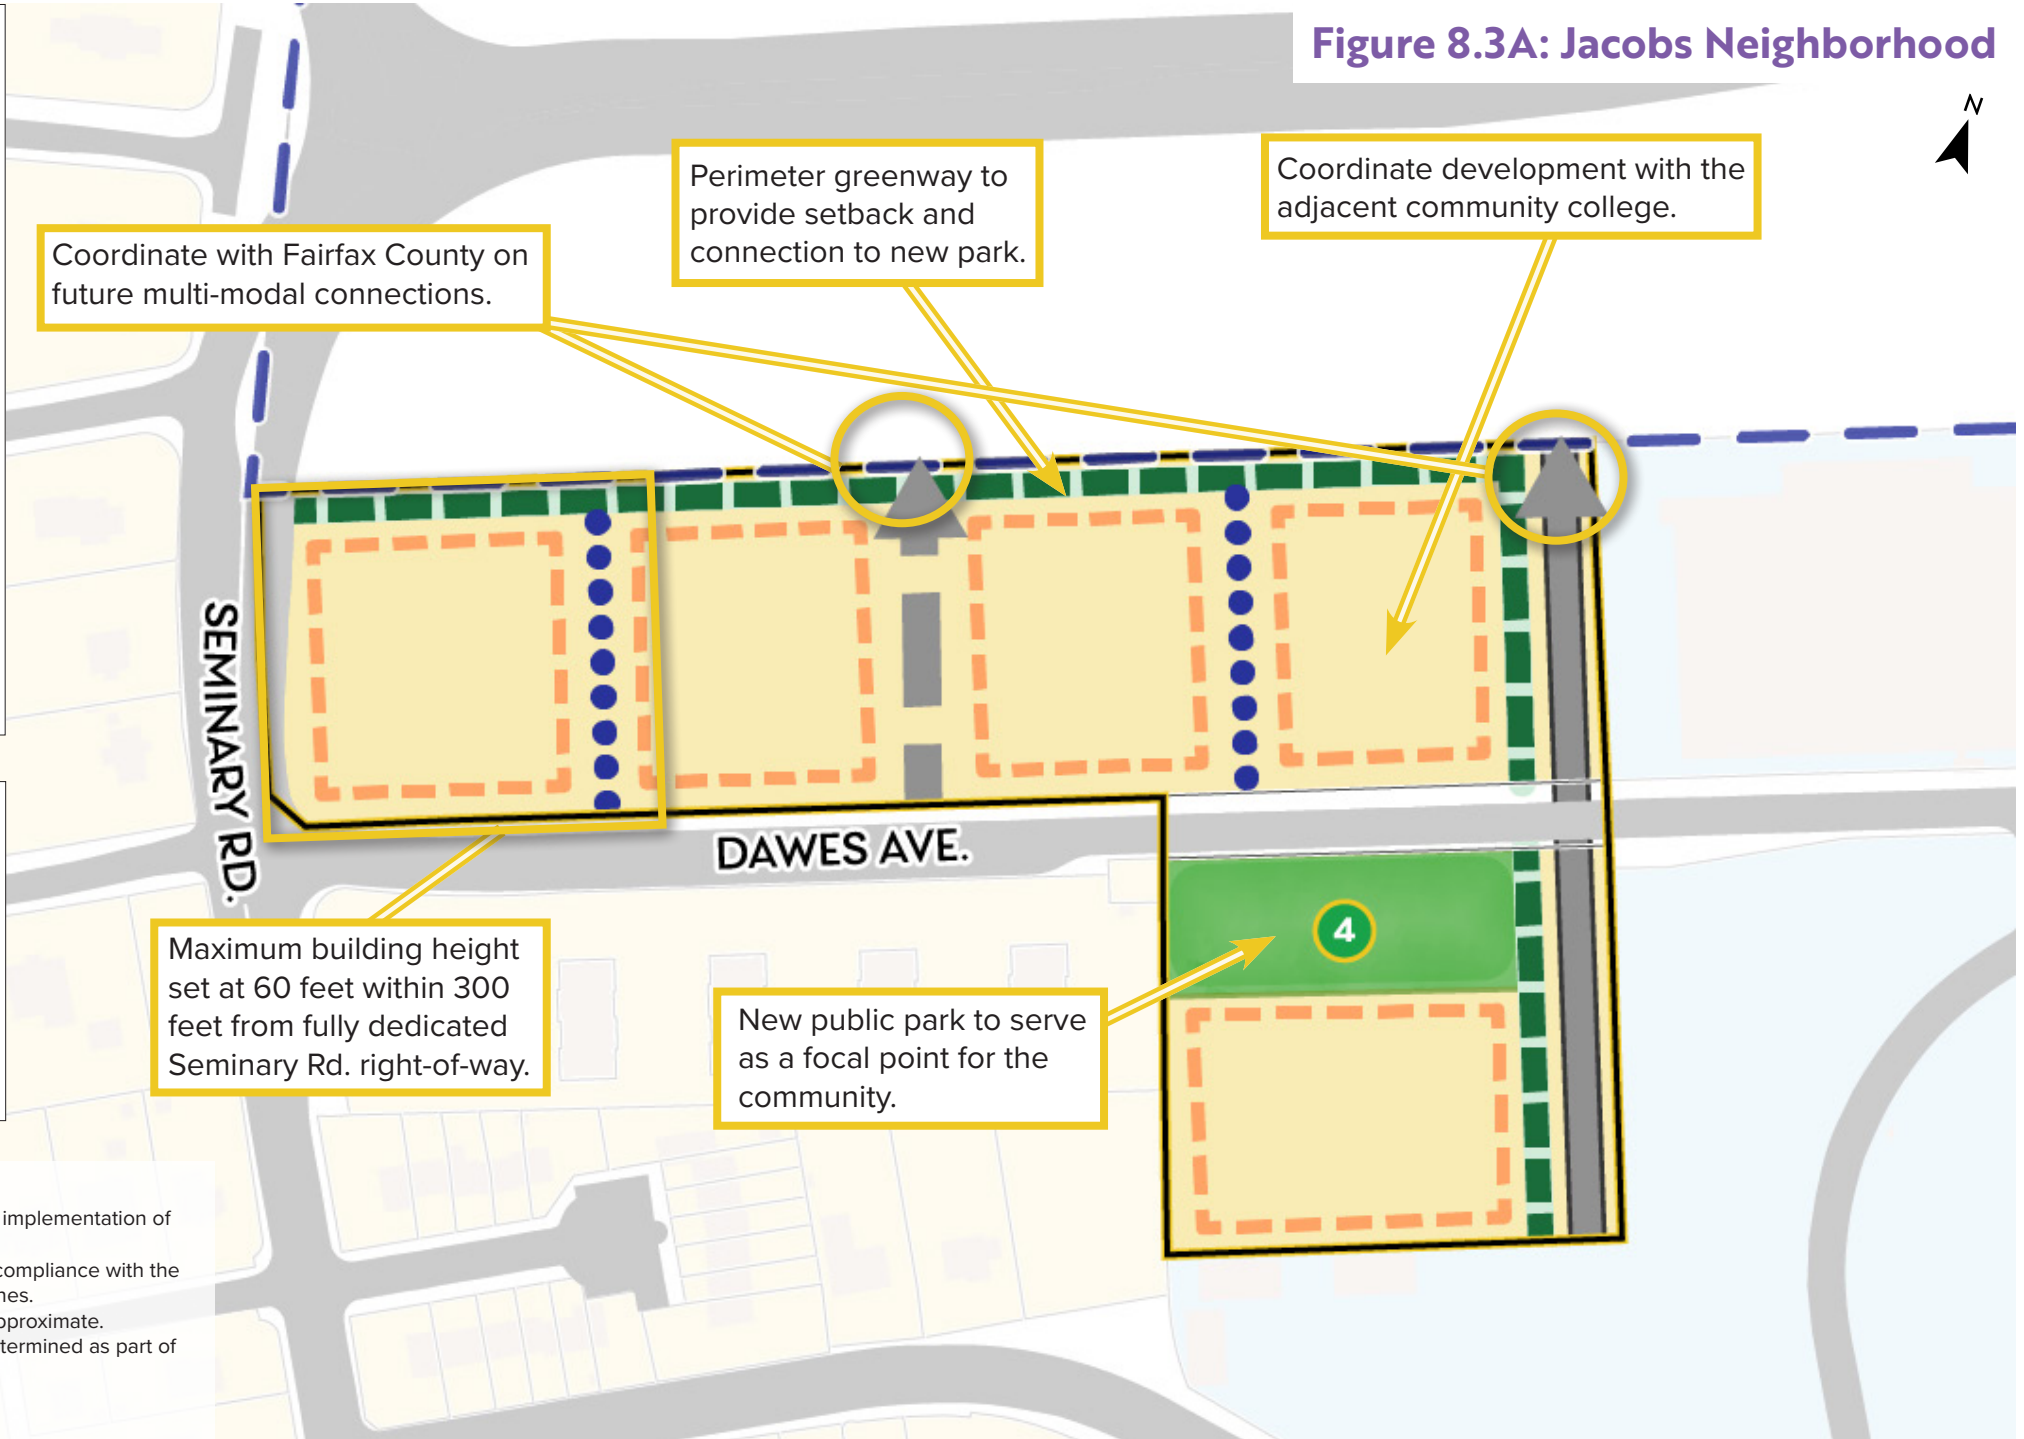 Figure 8.3A: Jacobs Neighborhood
N
Coordinate with Fairfax County on
future multi-modal connections.
Perimeter greenway to
provide setback and
connection to new park.
Coordinate development with the
adjacent community college.
SEMINARY RD.
DAWES AVE.
Maximum building height
set at 60 feet within 300
feet from fully dedicated
Seminary Rd. right-of-way.
New public park to serve
as a focal point for the
community.
4
implementation of
compliance with the
nes.
pproximate.
termined as part of